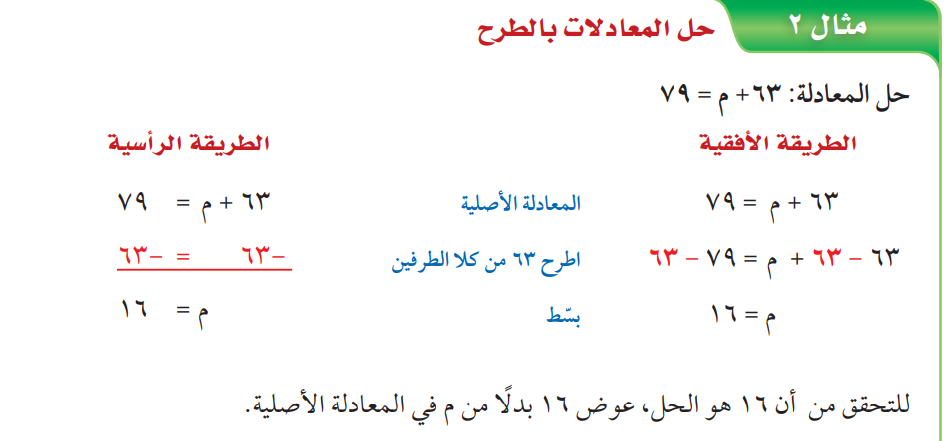 مثال ٢ حل المعادلات بالطرح
حل المعادلة: ٦٣ + م = ٧٩
الطريقة الأفقية الطريقة الرأسية
٦٣ + م = ٧٩ المعادلة الأصلية ٦٣ + م = ٧٩
٦٣ – ٦٣ + م = ٧٩ – ٦٣ اطرح ٦٣ من كلا الطرفين –٦٣ = –٦٣
م = ١٦ بسّط م = ١٦
للتحقق من أن ١٦ هو الحل، عوض ١٦ بدلًا من م في المعادلة الأصلية.